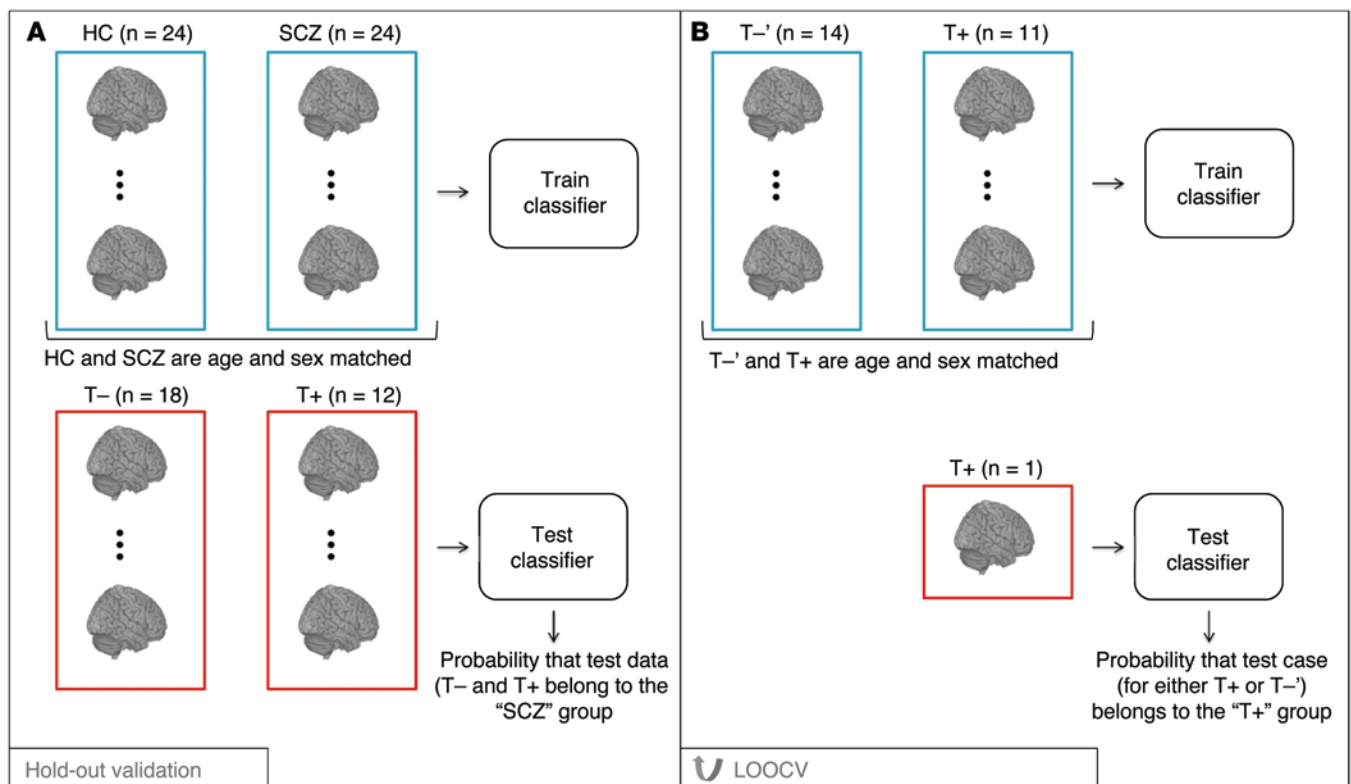 A
HC (n = 24)
SCZ (n = 24)
Train
classifier
HC and SCZ are age and sex matched
T– (n = 18)
T+ (n = 12)
Test
classifier
Probability that test data
(T– and T+ belong to the
“SCZ” group
Hold-out validation
B
T–’ (n = 14)
T+ (n = 11)
Train
classifier
T–’ and T+ are age and sex matched
T+ (n = 1)
Test
classifier
Probability that test case
(for either T+ or T–’)
belongs to the “T+” group
LOOCV